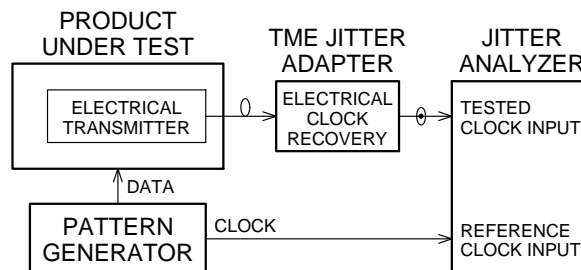 PRODUCT
UNDER TEST
TME JITTER
ADAPTER
JITTER
ANALYZER
ELECTRICAL
TRANSMITTER
ELECTRICAL
CLOCK
RECOVERY
TESTED
CLOCK INPUT
DATA
PATTERN
GENERATOR
CLOCK
REFERENCE
CLOCK INPUT